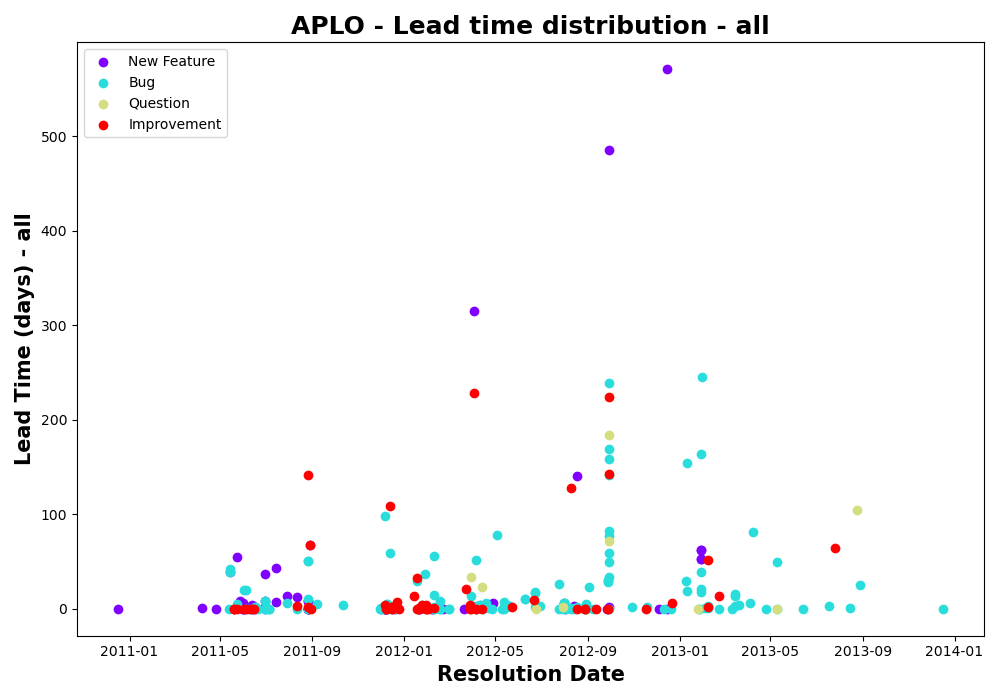 APLO - Lead time distribution - all
New Feature
Bug
Question
Improvement
Lead Time (days) - all
500
400
300
200
100
0
2011-01 2011-05 2011-09 2012-01 2012-05 2012-09 2013-01 2013-05 2013-09 2014-01
Resolution Date